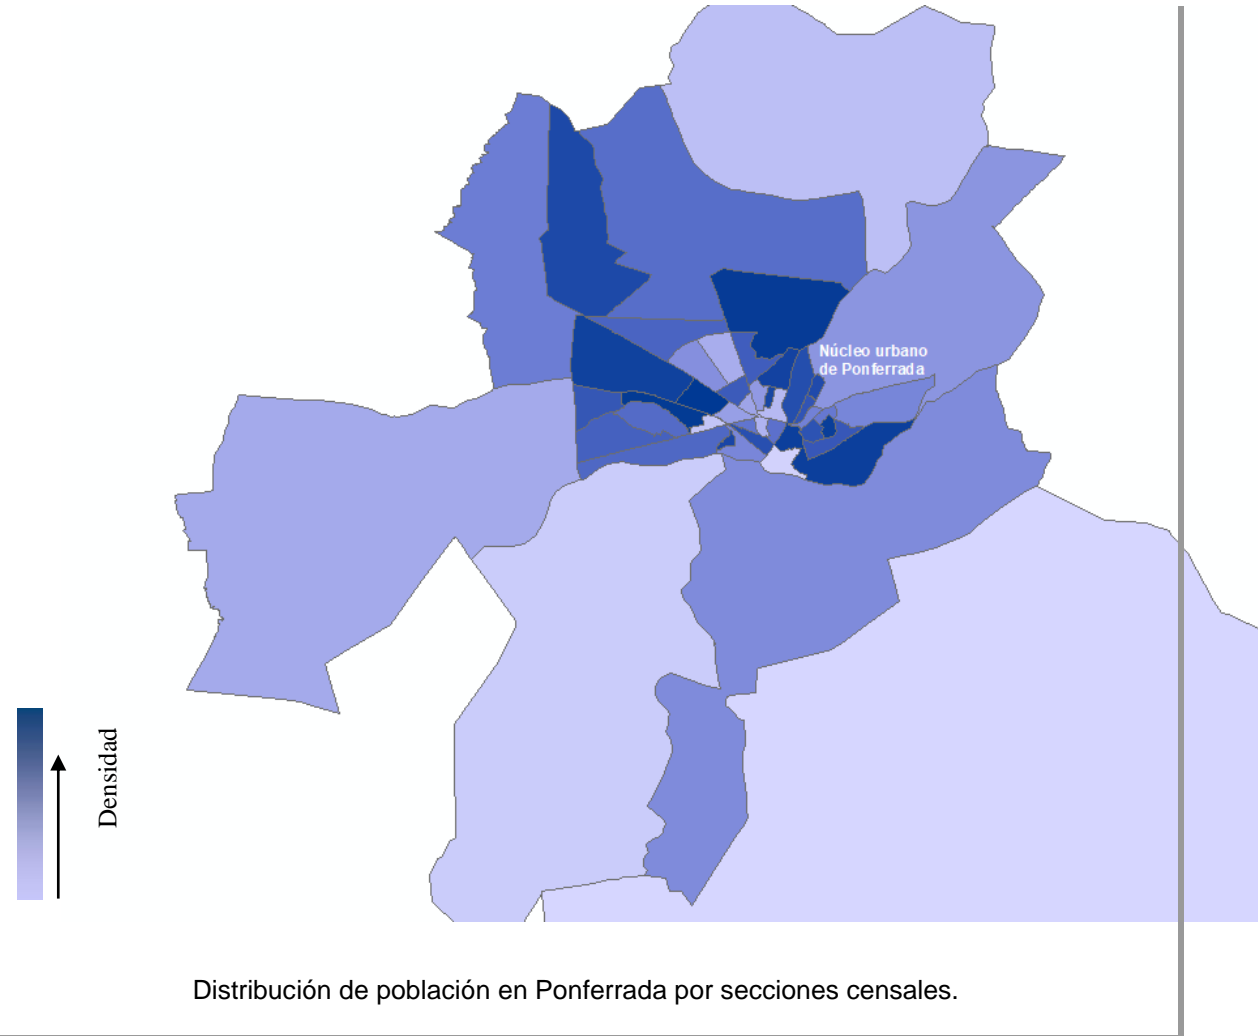 Núcleo urbano
de Ponferrada
Densidad
Distribución de población en Ponferrada por secciones censales.